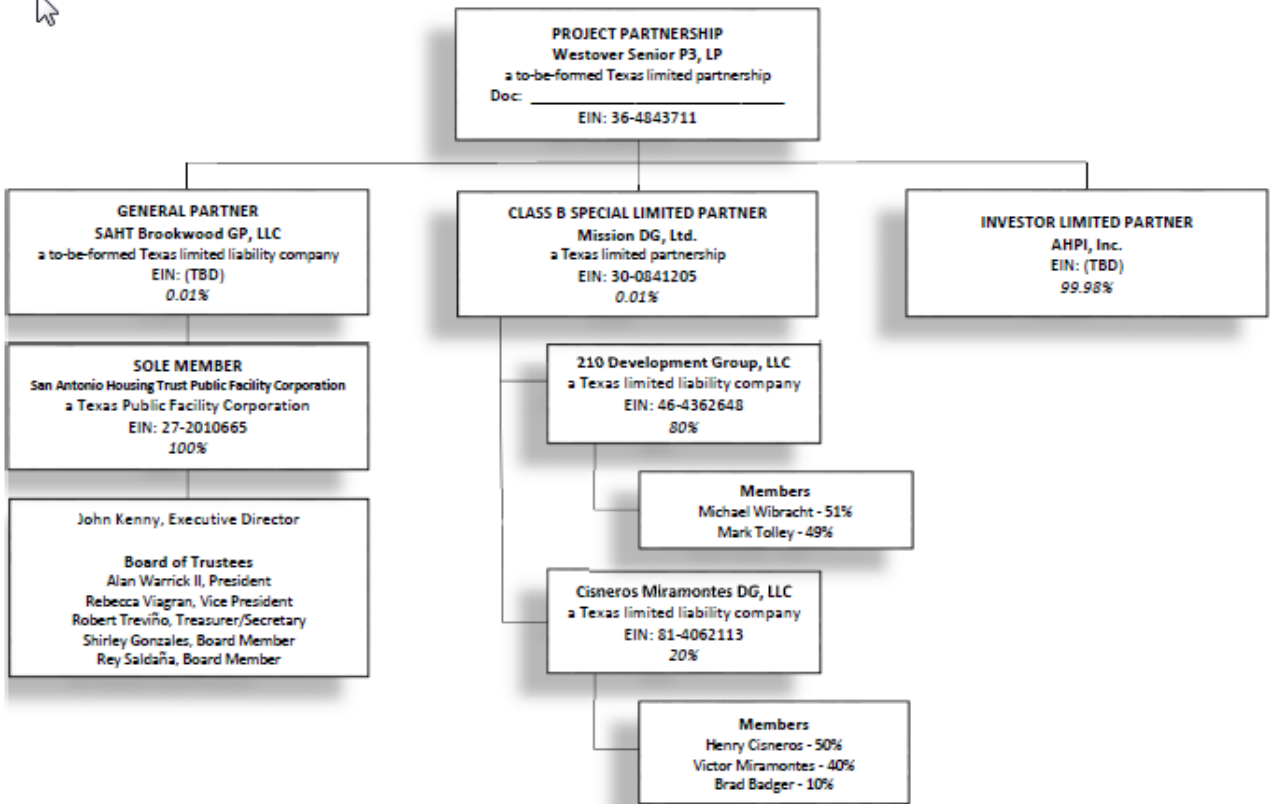 PROJECT PARTNERSHIP
Westover Senior P3, LP
a to-be-formed Texas limited partnership
Doc: ______________________________
EIN: 36-4843711
GENERAL PARTNER
SAHT Brookwood GP, LLC
a to-be-formed Texas limited liability company
EIN: (TBD)
0.01%
CLASS B SPECIAL LIMITED PARTNER
Mission DG, Ltd.
a Texas limited partnership
EIN: 30-0841205
0.01%
INVESTOR LIMITED PARTNER
AHPI, Inc.
EIN: (TBD)
99.98%
SOLE MEMBER
San Antonio Housing Trust Public Facility Corporation
a Texas Public Facility Corporation
EIN: 27-2010665
100%
John Kenny, Executive Director
Board of Trustees
Alan Warrick II, President
Rebecca Viagran, Vice President
Robert Treviño, Treasurer/Secretary
Shirley Gonzales, Board Member
Rey Saldaña, Board Member
210 Development Group, LLC
a Texas limited liability company
EIN: 46-4362648
80%
Members
Michael Wibracht - 51%
Mark Tolley - 49%
Cisneros Miramontes DG, LLC
a Texas limited liability company
EIN: 81-4062113
20%
Members
Henry Cisneros - 50%
Victor Miramontes - 40%
Brad Badger - 10%